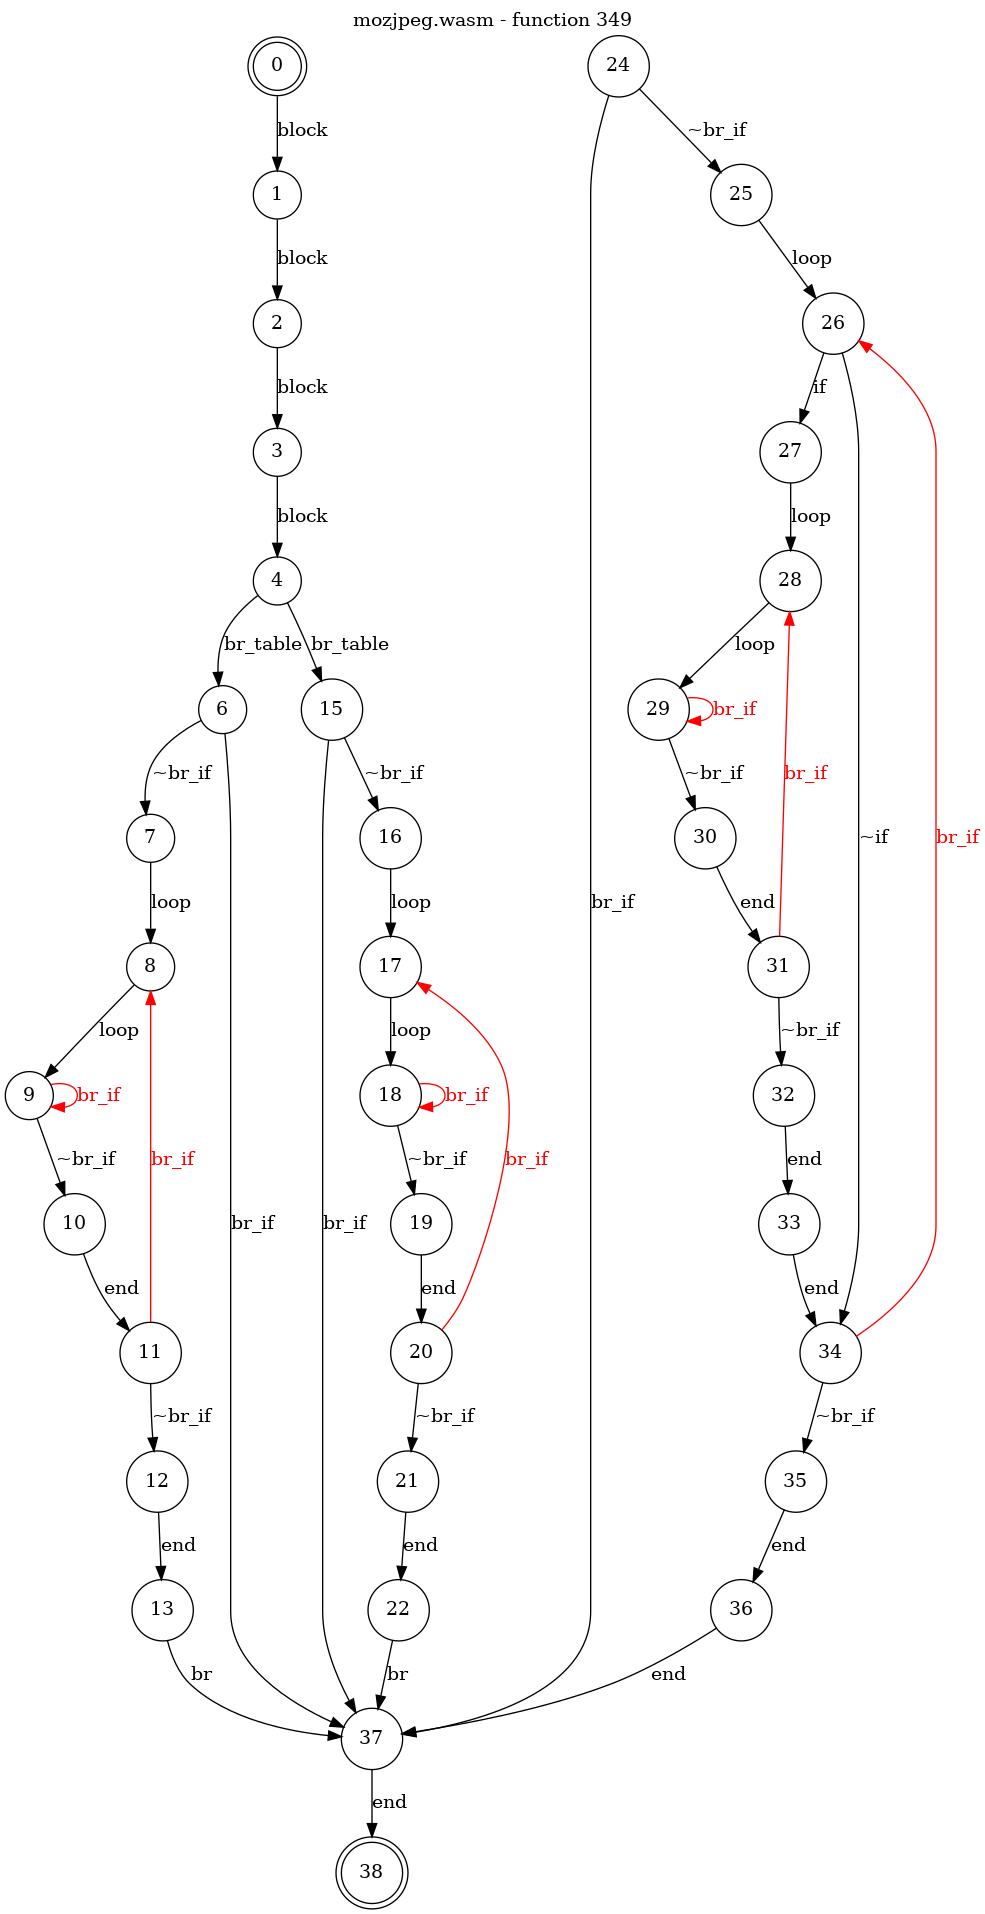 mozjpeg.wasm - function 349
0 24
block ~br_if
1 25
block loop
2 26
block if
3 27
block loop
4 28
br_table br_table loop
6 15 29 br_if
~br_if ~br_if ~br_if br_if
7 16 30 ~if br_if
loop loop br_if end
8 17 31
loop loop ~br_if
9 br_if 18 br_if 32
~br_if br_if ~br_if br_if end
10 br_if br_if 19 33
end end end
11 20 34
~br_if ~br_if ~br_if
12 21 35
end end end
13 22 36
br br end
37
end
38